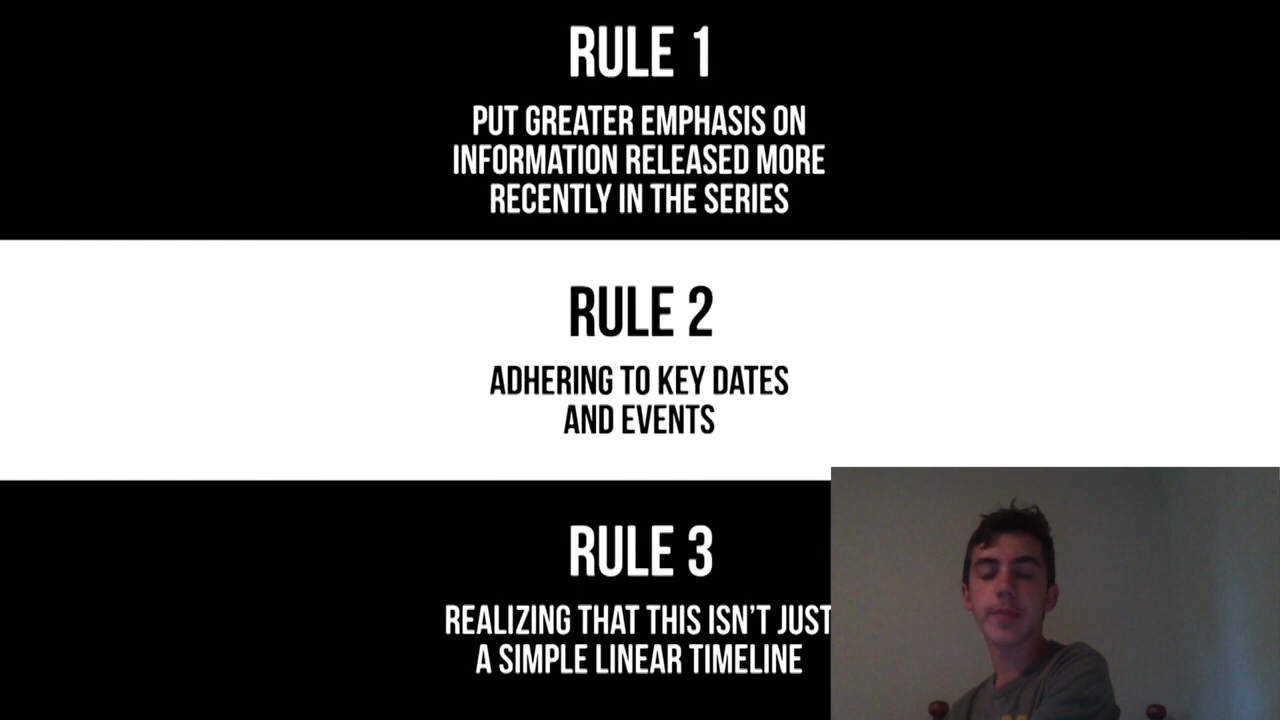 RULE 1
PUT GREATER EMPHASIS ON
INFORMATION RELEASED MORE
RECENTLY IN THE SERIES
RULE 2
ADHERING TO KEY DATES
AND EVENTS
RULE 3
REALIZING THAT THIS ISN'T JUST
A SIMPLE LINEAR TIMELINE